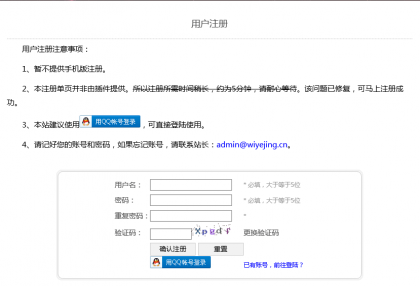 用户注册
用户注册注意事项：
1、暂不提供手机版注册。
2、本注册单页并非由插件提供。所以注册所需时间稍长，约为5分钟，请耐心等待。该问题已修复，可马上注册成
功。
3、本站建议使用 用QQ帐号登录 ，可直接登陆使用。
4、请记好您的账号和密码，如果忘记账号，请联系站长：admin@wiyejing.cn。
用户名： * 必填，大于等于5位
密码： * 必填，大于等于5位
重复密码： *
验证码： Xpgdf 更换验证码
确认注册 重置
用QQ帐号登录 已有账号，前往登陆？